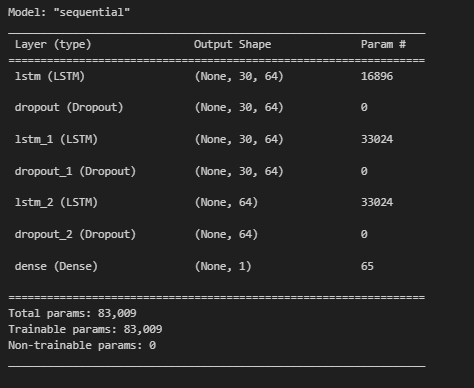 Model: "sequential"
Layer (type) Output Shape Param #
=================================================================
lstm (LSTM) (None, 30, 64) 16896
dropout (Dropout) (None, 30, 64) 0
lstm_1 (LSTM) (None, 30, 64) 33024
dropout_1 (Dropout) (None, 30, 64) 0
lstm_2 (LSTM) (None, 64) 33024
dropout_2 (Dropout) (None, 64) 0
dense (Dense) (None, 1) 65
=================================================================
Total params: 83,009
Trainable params: 83,009
Non-trainable params: 0